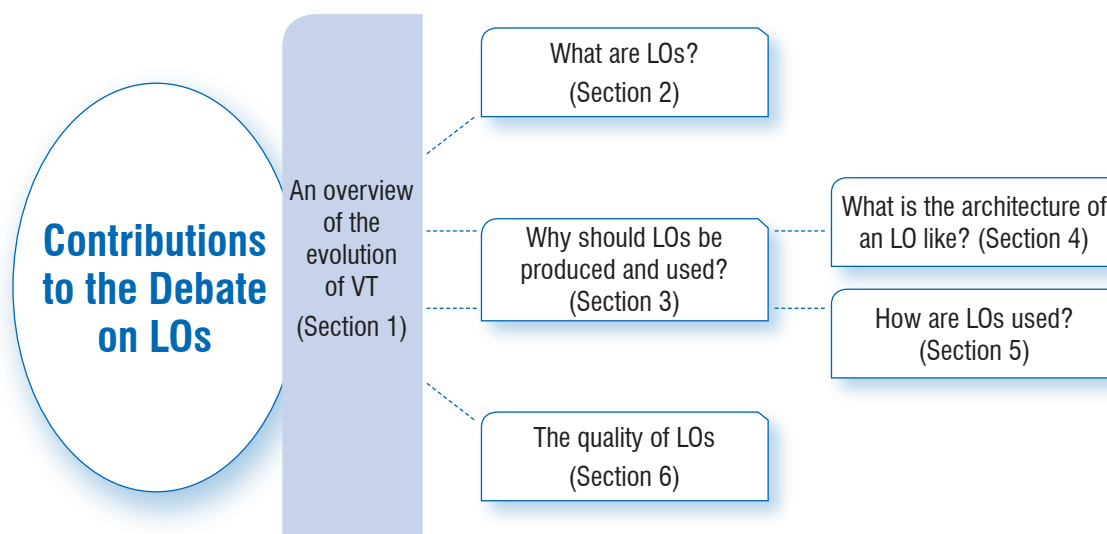 Contributions
to the Debate
on LOs
An overview
of the
evolution
of VT
(Section 1)
What are LOs?
(Section 2)
Why should LOs be
produced and used?
(Section 3)
What is the architecture of
an LO like? (Section 4)
How are LOs used?
(Section 5)
The quality of LOs
(Section 6)